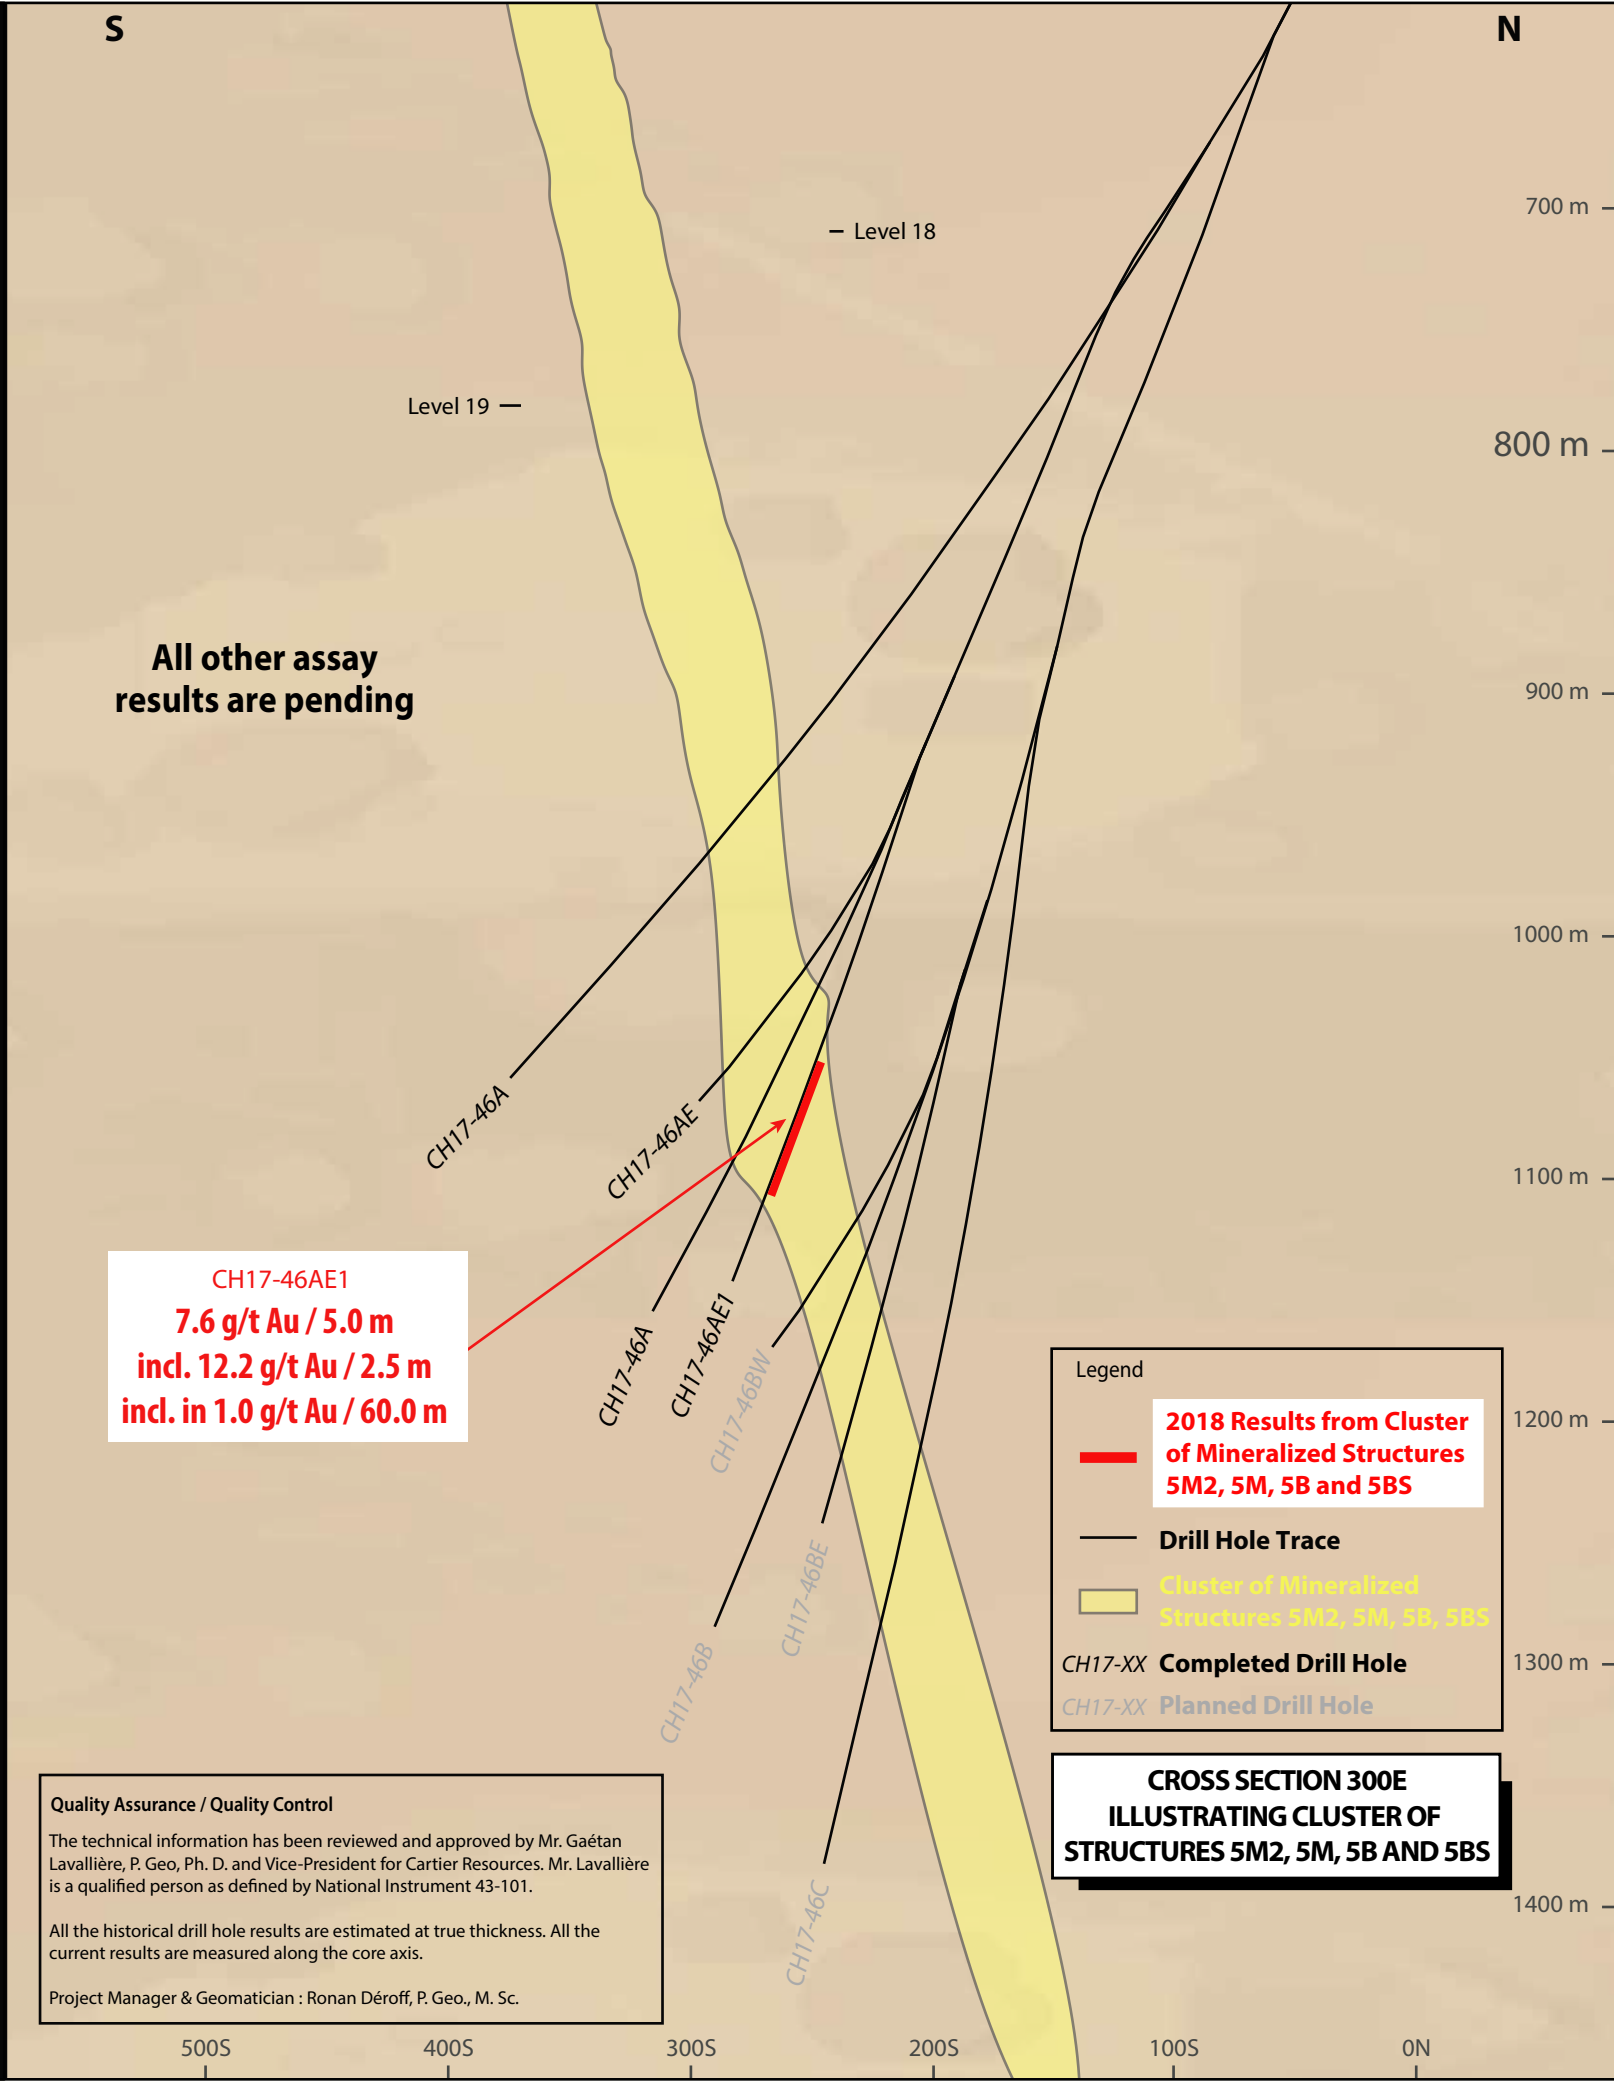 S
N
700 m
Level 18
Level 19
800 m
All other assay
results are pending
900 m
1000 m
CH17-46A
CH17-46AE
1100 m
CH17-46AE1
7.6 g/t Au / 5.0 m
incl. 12.2 g/t Au / 2.5 m
incl. in 1.0 g/t Au / 60.0 m
CH17-46A
CH17-46AE1
CH17-46BW
1200 m
Legend
2018 Results from Cluster
of Mineralized Structures
5M2, 5M, 5B and 5BS
Drill Hole Trace
Cluster of Mineralized
Structures 5M2, 5M, 5B, 5BS
CH17-XX Completed Drill Hole
CH17-XX Planned Drill Hole
CH17-46BE
CH17-46B
1300 m
CROSS SECTION 300E
ILLUSTRATING CLUSTER OF
STRUCTURES 5M2, 5M, 5B AND 5BS
1400 m
CH17-46C
Quality Assurance / Quality Control
The technical information has been reviewed and approved by Mr. Gaétan
Lavallière, P. Geo, Ph. D. and Vice-President for Cartier Resources. Mr. Lavallière
is a qualified person as defined by National Instrument 43-101.
All the historical drill hole results are estimated at true thickness. All the
current results are measured along the core axis.
Project Manager & Geomatician : Ronan Déroff, P. Geo., M. Sc.
500S
400S
300S
200S
100S
0N